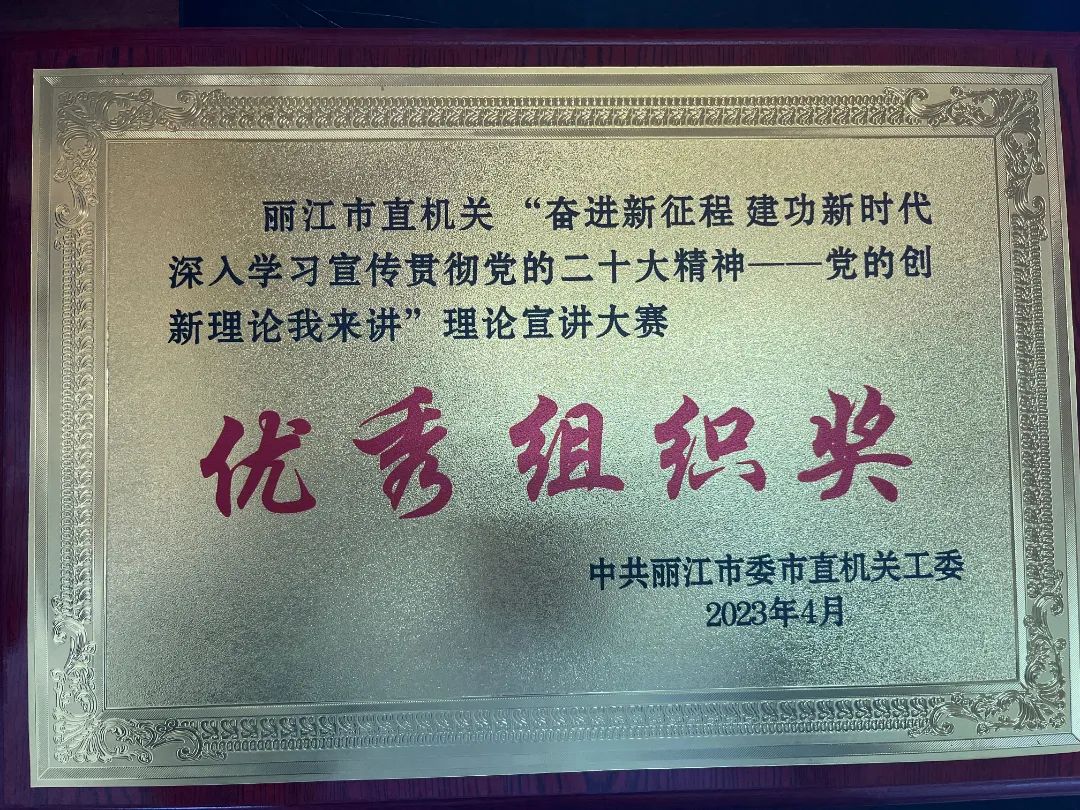 丽江市直机关 “奋进新征程 建功新时代
深入学习宣传贯彻党的二十大精神——党的创
新理论我来讲”理论宣讲大赛
优秀组织奖
中共丽江市委市直机关工委
2023年4月